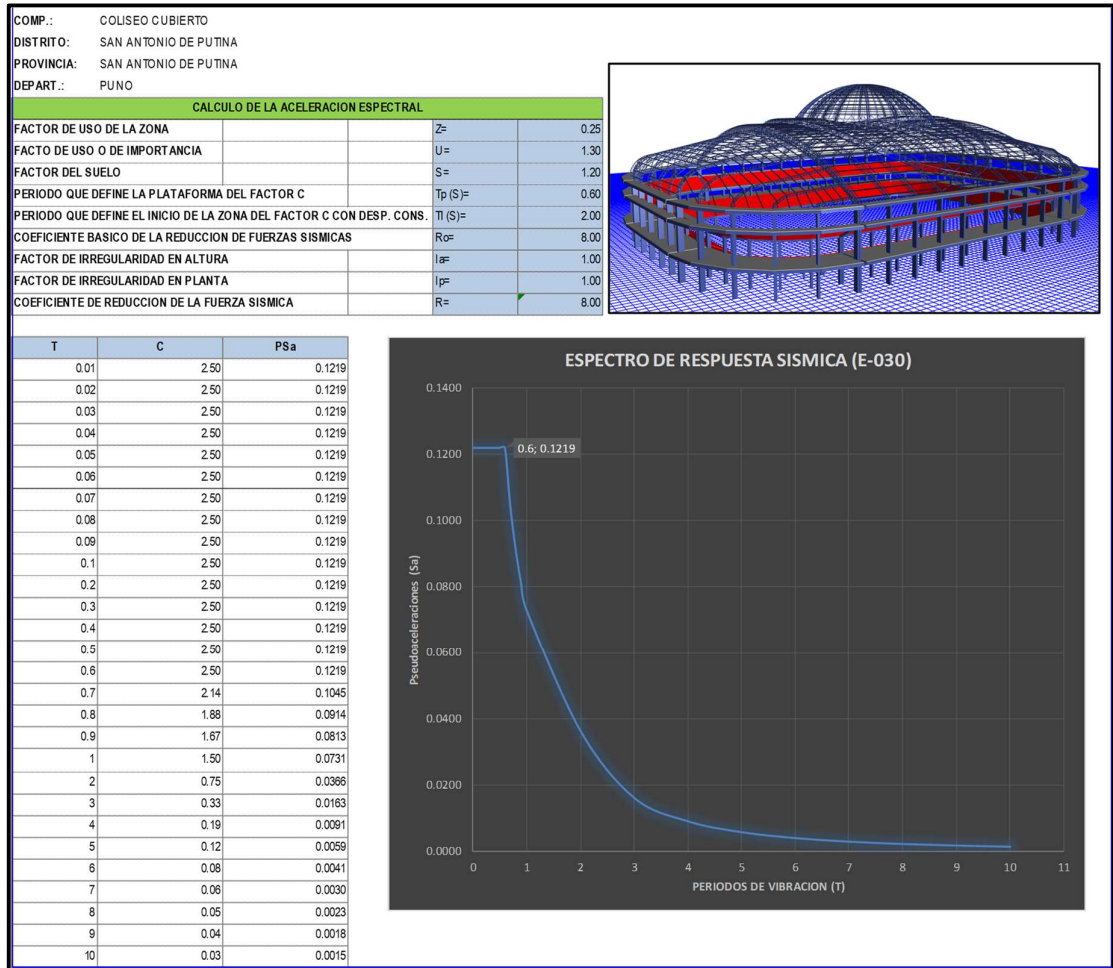 COMP.: COLISEO CUBIERTO
DISTRITO: SAN ANTONIO DE PUTINA
PROVINCIA: SAN ANTONIO DE PUTINA
DEPART.: PUNO
CALCULO DE LA ACELERACION ESPECTRAL
FACTOR DE USO DE LA ZONA Z= 0.25
FACTO DE USO O DE IMPORTANCIA U= 1.30
FACTOR DEL SUELO S= 1.20
PERIODO QUE DEFINE LA PLATAFORMA DEL FACTOR C Tp (S)= 0.60
PERIODO QUE DEFINE EL INICIO DE LA ZONA DEL FACTOR C CON DESP. CONS. Tl (S)= 2.00
COEFICIENTE BASICO DE LA REDUCCION DE FUERZAS SISMICAS Ro= 8.00
FACTOR DE IRREGULARIDAD EN ALTURA Ia= 1.00
FACTOR DE IRREGULARIDAD EN PLANTA Ip= 1.00
COEFICIENTE DE REDUCCION DE LA FUERZA SISMICA R= 8.00
T C PSa
0.01 2.50 0.1219
0.02 2.50 0.1219
0.03 2.50 0.1219
0.04 2.50 0.1219
0.05 2.50 0.1219
0.06 2.50 0.1219
0.07 2.50 0.1219
0.08 2.50 0.1219
0.09 2.50 0.1219
0.1 2.50 0.1219
0.2 2.50 0.1219
0.3 2.50 0.1219
0.4 2.50 0.1219
0.5 2.50 0.1219
0.6 2.50 0.1219
0.7 2.14 0.1045
0.8 1.88 0.0914
0.9 1.67 0.0813
1 1.50 0.0731
2 0.75 0.0366
3 0.33 0.0163
4 0.19 0.0091
5 0.12 0.0059
6 0.08 0.0041
7 0.06 0.0030
8 0.05 0.0023
9 0.04 0.0018
10 0.03 0.0015
ESPECTRO DE RESPUESTA SISMICA (E-030)
0.1400
0.1200
0.1000
0.0800
0.0600
0.0400
0.0200
0.0000
0.6; 0.1219
Pseudoaceleraciones (Sa)
0 1 2 3 4 5 6 7 8 9 10 11
PERIODOS DE VIBRACION (T)